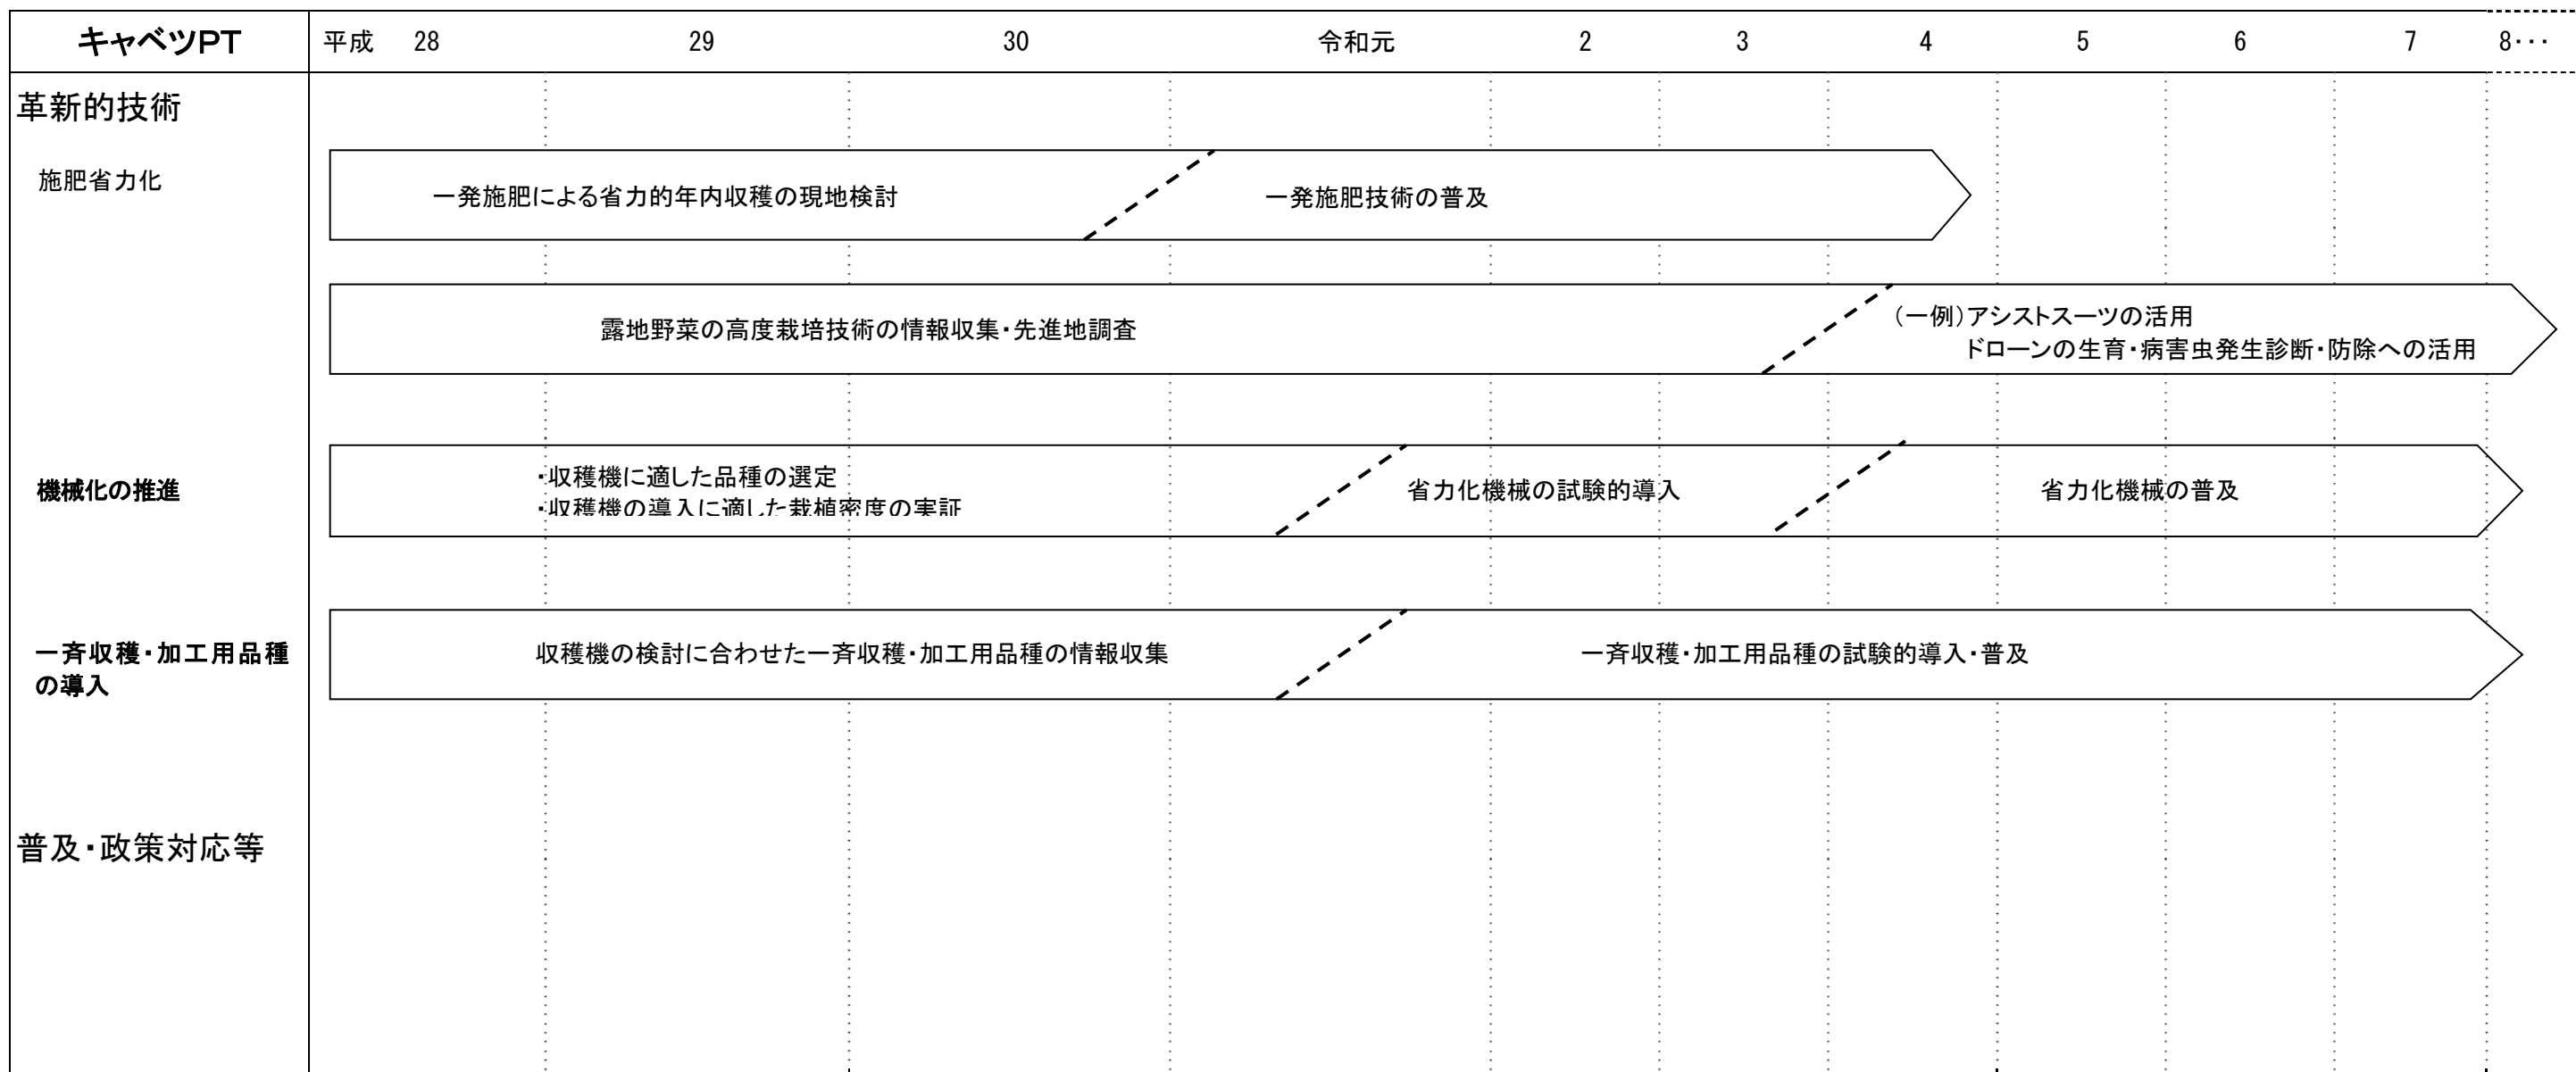 キャベツPT 平成 28 29 30 令和元 2 3 4 5 6 7 8・・・
革新的技術
施肥省力化
一発施肥による省力的年内収穫の現地検討 一発施肥技術の普及
露地野菜の高度栽培技術の情報収集・先進地調査
（一例）アシストスーツの活用
ドローンの生育・病害虫発生診断・防除への活用
機械化の推進
・収穫機に適した品種の選定
・収穫機の導入に適した栽植密度の実証
省力化機械の試験的導入 省力化機械の普及
一斉収穫・加工用品種
の導入
収穫機の検討に合わせた一斉収穫・加工用品種の情報収集 一斉収穫・加工用品種の試験的導入・普及
普及・政策対応等